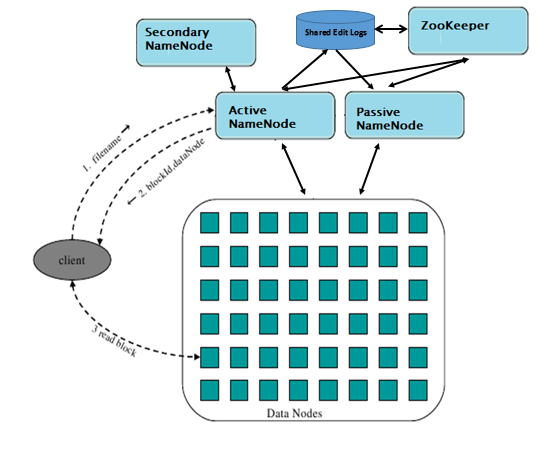 Secondary
NameNode
Shared Edit Logs
ZooKeeper
Active
NameNode
Passive
NameNode
1. filename →
← 2. blockId.dataNode
client
3 read block
Data Nodes